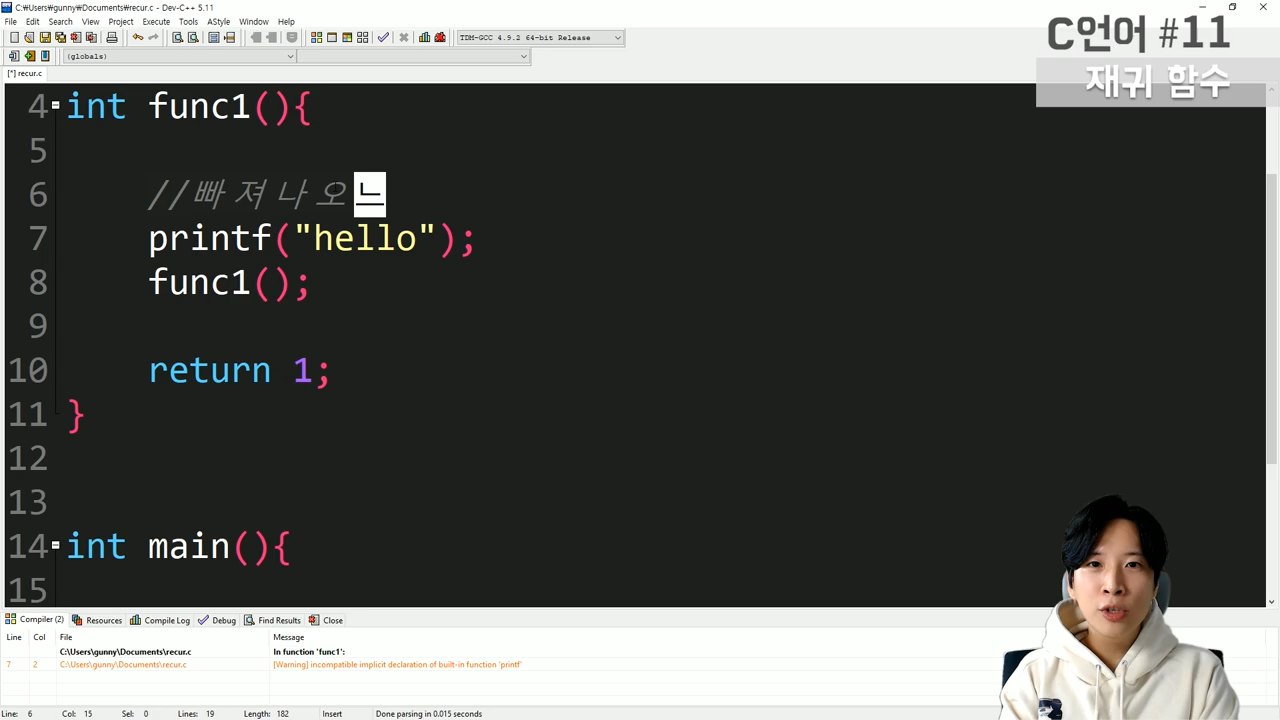 C:₩Users₩gunny₩Documents₩recur.c - Dev-C++ 5.11
File Edit Search View Project Execute Tools AStyle Window Help
TDM-GCC 4.9.2 64-bit Release
(globals)
[*] recur.c
C언어 #11
재귀 함수
4 int func1(){
5
6 //빠져나오느
7 printf("hello");
8 func1();
9
10 return 1;
11 }
12
13
14 int main(){
15
Compiler (2) Resources Compile Log Debug Find Results Close
Line Col File Message
C:\Users\gunny\Documents\recur.c In function 'func1':
7 2 C:\Users\gunny\Documents\recur.c [Warning] incompatible implicit declaration of built-in function 'printf'
Line: 6 Col: 15 Sel: 0 Lines: 19 Length: 182 Insert Done parsing in 0.015 seconds